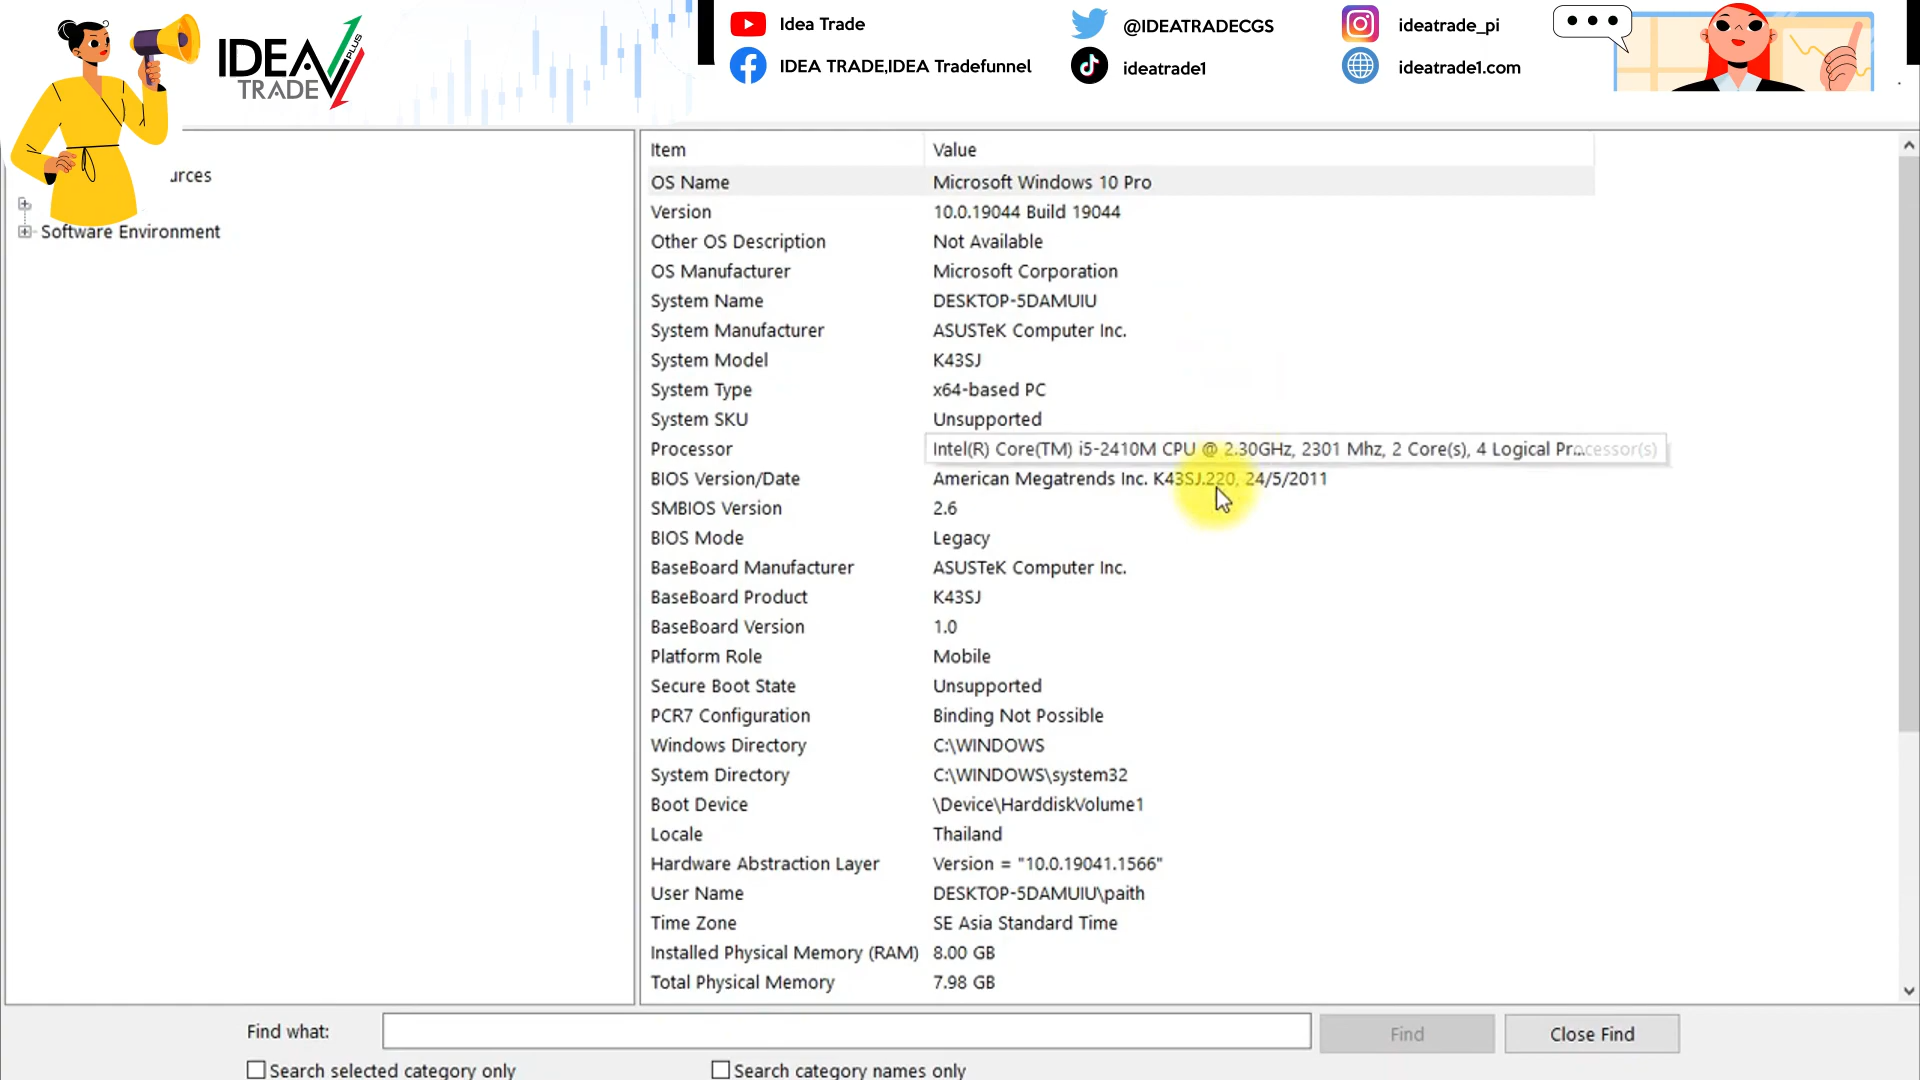 IDEA
TRADE
PLUS
Idea Trade
@IDEATRADECGS
ideatrade_pi
IDEA TRADE,IDEA Tradefunnel
ideatrade1
ideatrade1.com
urces
Software Environment
Item Value
OS Name Microsoft Windows 10 Pro
Version 10.0.19044 Build 19044
Other OS Description Not Available
OS Manufacturer Microsoft Corporation
System Name DESKTOP-5DAMUIU
System Manufacturer ASUSTeK Computer Inc.
System Model K43SJ
System Type x64-based PC
System SKU Unsupported
Processor Intel(R) Core(TM) i5-2410M CPU @ 2.30GHz, 2301 Mhz, 2 Core(s), 4 Logical Pr...cessor(s)
BIOS Version/Date American Megatrends Inc. K43SJ.220, 24/5/2011
SMBIOS Version 2.6
BIOS Mode Legacy
BaseBoard Manufacturer ASUSTeK Computer Inc.
BaseBoard Product K43SJ
BaseBoard Version 1.0
Platform Role Mobile
Secure Boot State Unsupported
PCR7 Configuration Binding Not Possible
Windows Directory C:\WINDOWS
System Directory C:\WINDOWS\system32
Boot Device \Device\HarddiskVolume1
Locale Thailand
Hardware Abstraction Layer Version = "10.0.19041.1566"
User Name DESKTOP-5DAMUIU\paith
Time Zone SE Asia Standard Time
Installed Physical Memory (RAM) 8.00 GB
Total Physical Memory 7.98 GB
Find what: Find Close Find
Search selected category only Search category names only